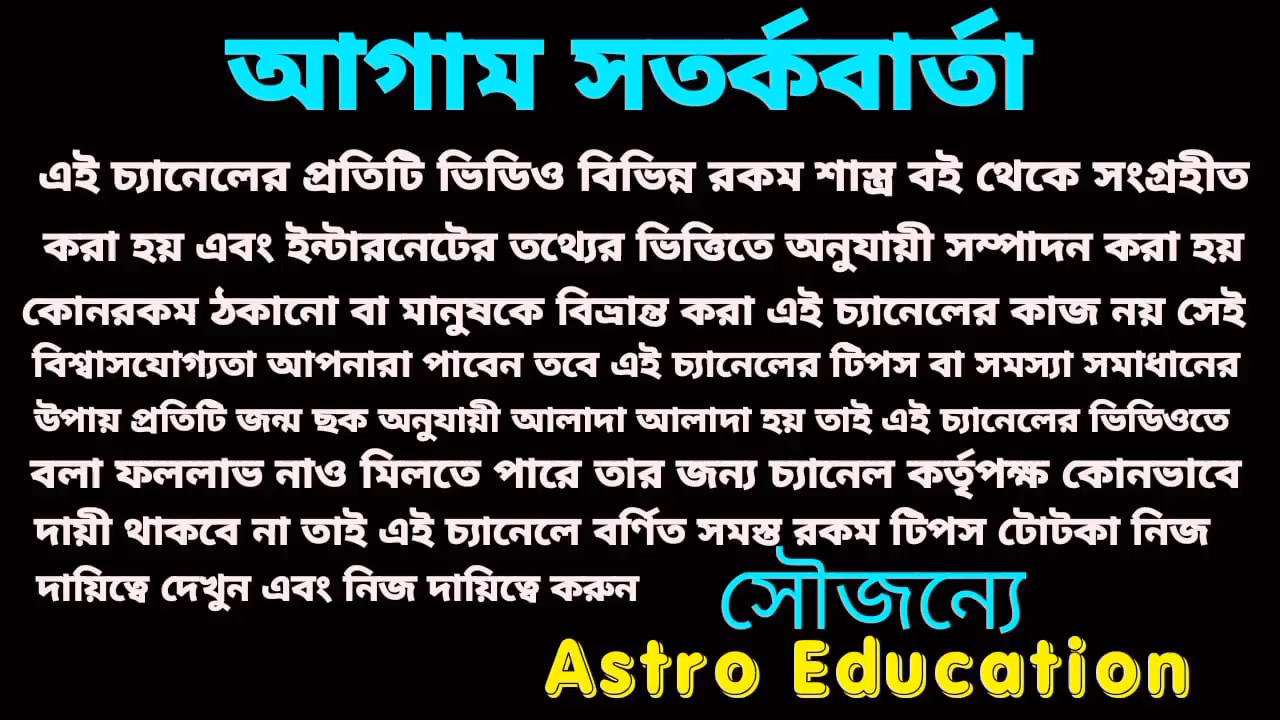 আগাম সতর্কবার্তা
এই চ্যানেলের প্রতিটি ভিডিও বিভিন্ন রকম শাস্ত্র বই থেকে সংগ্রহীত
করা হয় এবং ইন্টারনেটের তথ্যের ভিত্তিতে অনুযায়ী সম্পাদন করা হয়
কোনরকম ঠকানো বা মানুষকে বিভ্রান্ত করা এই চ্যানেলের কাজ নয় সেই
বিশ্বাসযোগ্যতা আপনারা পাবেন তবে এই চ্যানেলের টিপস বা সমস্যা সমাধানের
উপায় প্রতিটি জন্ম ছক অনুযায়ী আলাদা আলাদা হয় তাই এই চ্যানেলের ভিডিওতে
বলা ফললাভ নাও মিলতে পারে তার জন্য চ্যানেল কর্তৃপক্ষ কোনভাবে
দায়ী থাকবে না তাই এই চ্যানেলে বর্ণিত সমস্ত রকম টিপস টোটকা নিজ
দায়িত্বে দেখুন এবং নিজ দায়িত্বে করুন
সৌজন্যে
Astro Education